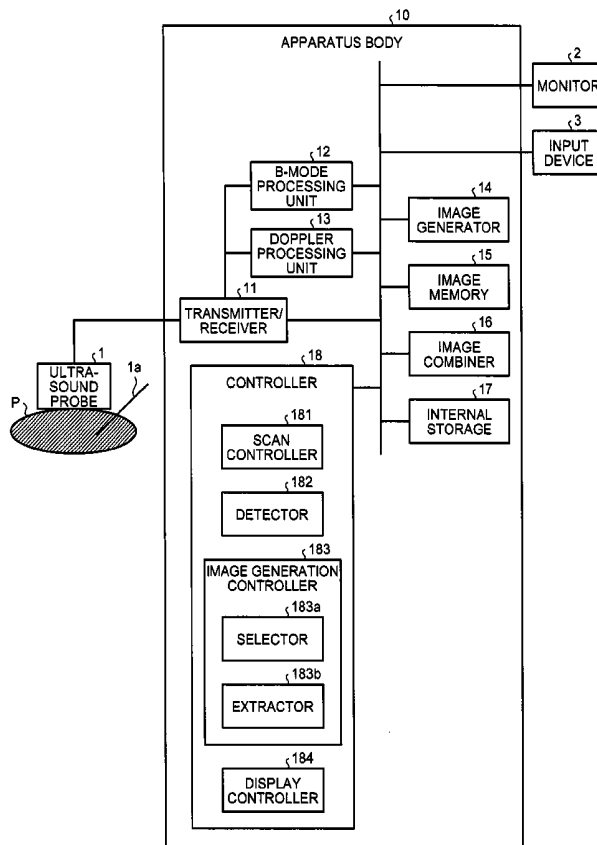 10
APPARATUS BODY
2
MONITOR
3
INPUT
DEVICE
12
B-MODE
PROCESSING
UNIT
13
DOPPLER
PROCESSING
UNIT
14
IMAGE
GENERATOR
15
IMAGE
MEMORY
11
TRANSMITTER/
RECEIVER
16
IMAGE
COMBINER
1
ULTRA-
SOUND
PROBE
1a
P
17
INTERNAL
STORAGE
18
CONTROLLER
181
SCAN
CONTROLLER
182
DETECTOR
183
IMAGE GENERATION
CONTROLLER
183a
SELECTOR
183b
EXTRACTOR
184
DISPLAY
CONTROLLER